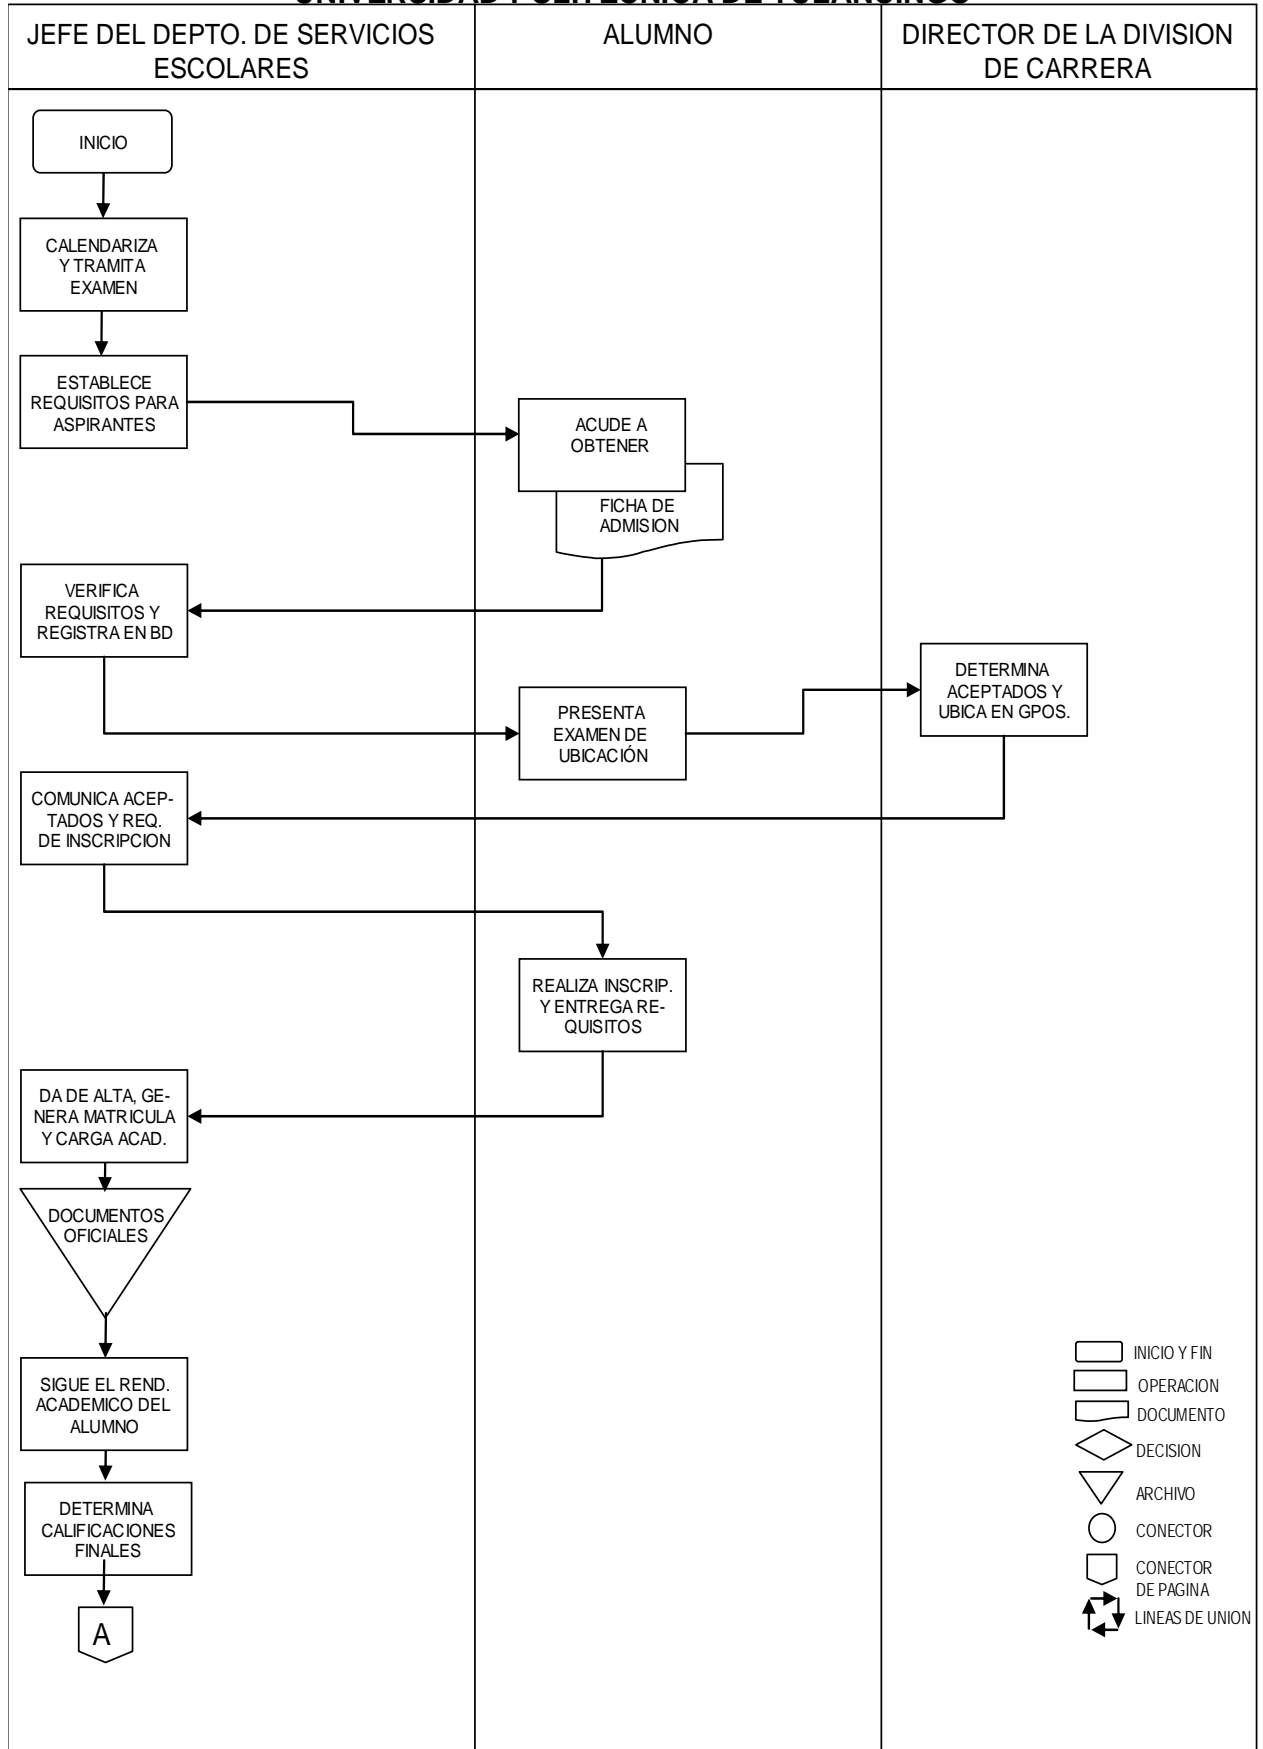 UNIVERSIDAD POLITECNICA DE TULANCINGO
JEFE DEL DEPTO. DE SERVICIOS
ESCOLARES
ALUMNO
DIRECTOR DE LA DIVISION
DE CARRERA
INICIO
CALENDARIZA
Y TRAMITA
EXAMEN
ESTABLECE
REQUISITOS PARA
ASPIRANTES
ACUDE A
OBTENER
FICHA DE
ADMISION
VERIFICA
REQUISITOS Y
REGISTRA EN BD
PRESENTA
EXAMEN DE
UBICACIÓN
DETERMINA
ACEPTADOS Y
UBICA EN GPOS.
COMUNICA ACEP-
TADOS Y REQ.
DE INSCRIPCION
REALIZA INSCRIP.
Y ENTREGA RE-
QUISITOS
DA DE ALTA, GE-
NERA MATRICULA
Y CARGA ACAD.
DOCUMENTOS
OFICIALES
SIGUE EL REND.
ACADEMICO DEL
ALUMNO
DETERMINA
CALIFICACIONES
FINALES
A
INICIO Y FIN
OPERACION
DOCUMENTO
DECISION
ARCHIVO
CONECTOR
CONECTOR
DE PAGINA
LINEAS DE UNION